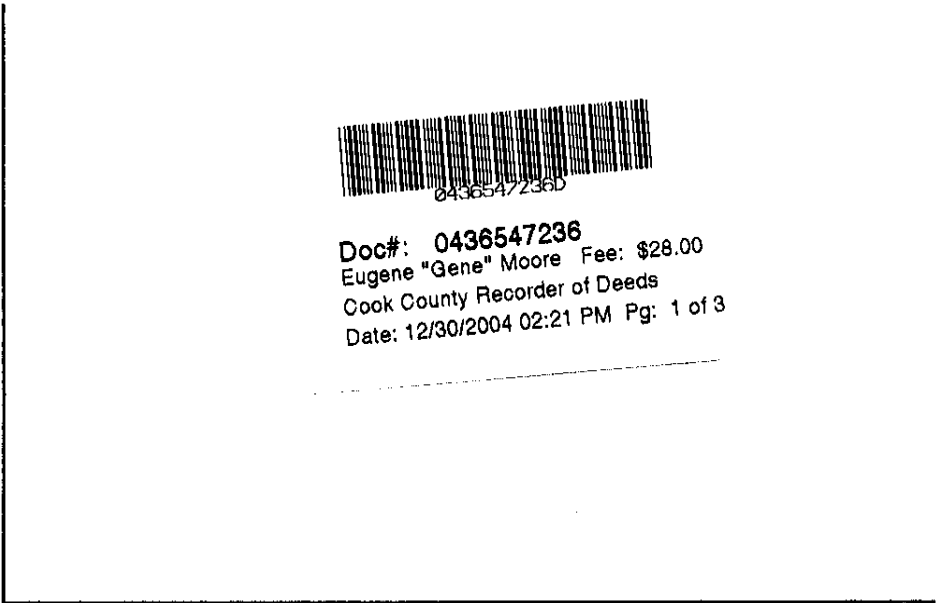 0436547236D
Doc#: 0436547236
Eugene "Gene" Moore Fee: $28.00
Cook County Recorder of Deeds
Date: 12/30/2004 02:21 PM Pg: 1 of 3